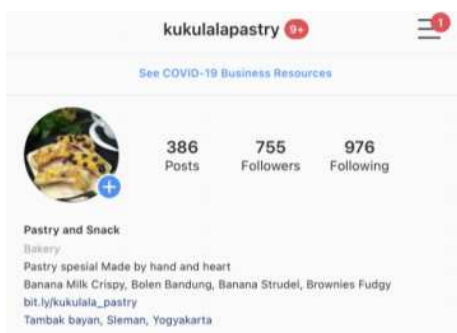 kukulalapastry 9+
1
See COVID-19 Business Resources
386 755 976
Posts Followers Following
Pastry and Snack
Bakery
Pastry spesial Made by hand and heart
Banana Milk Crispy, Bolen Bandung, Banana Strudel, Brownies Fudgy
bit.ly/kukulala_pastry
Tambak bayan, Sleman, Yogyakarta